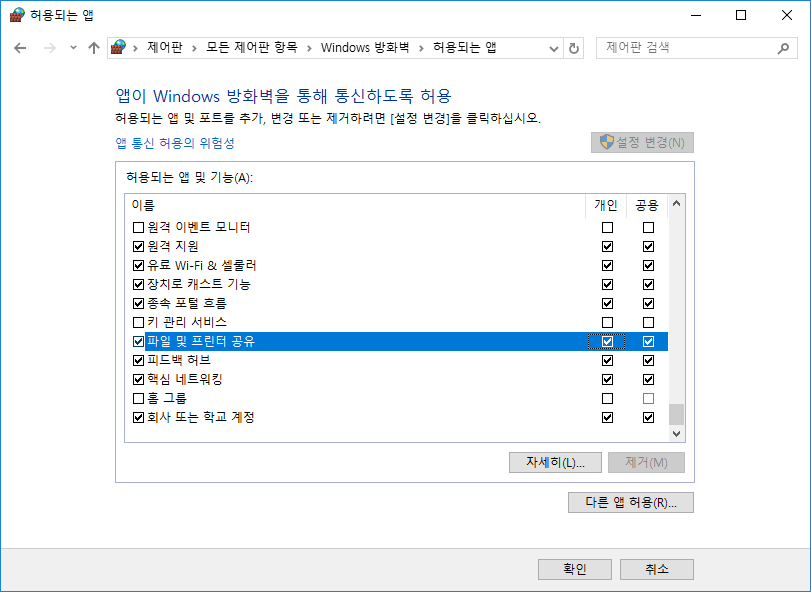 허용되는 앱
제어판 › 모든 제어판 항목 › Windows 방화벽 › 허용되는 앱
제어판 검색
앱이 Windows 방화벽을 통해 통신하도록 허용
허용되는 앱 및 포트를 추가, 변경 또는 제거하려면 [설정 변경]을 클릭하십시오.
앱 통신 허용의 위험성
설정 변경(N)
허용되는 앱 및 기능(A):
이름 개인 공용
원격 이벤트 모니터
원격 지원
유료 Wi-Fi & 셀룰러
장치로 캐스트 기능
종속 포털 흐름
키 관리 서비스
파일 및 프린터 공유
피드백 허브
핵심 네트워킹
홈 그룹
회사 또는 학교 계정
자세히(L)... 제거(M)
다른 앱 허용(R)...
확인 취소